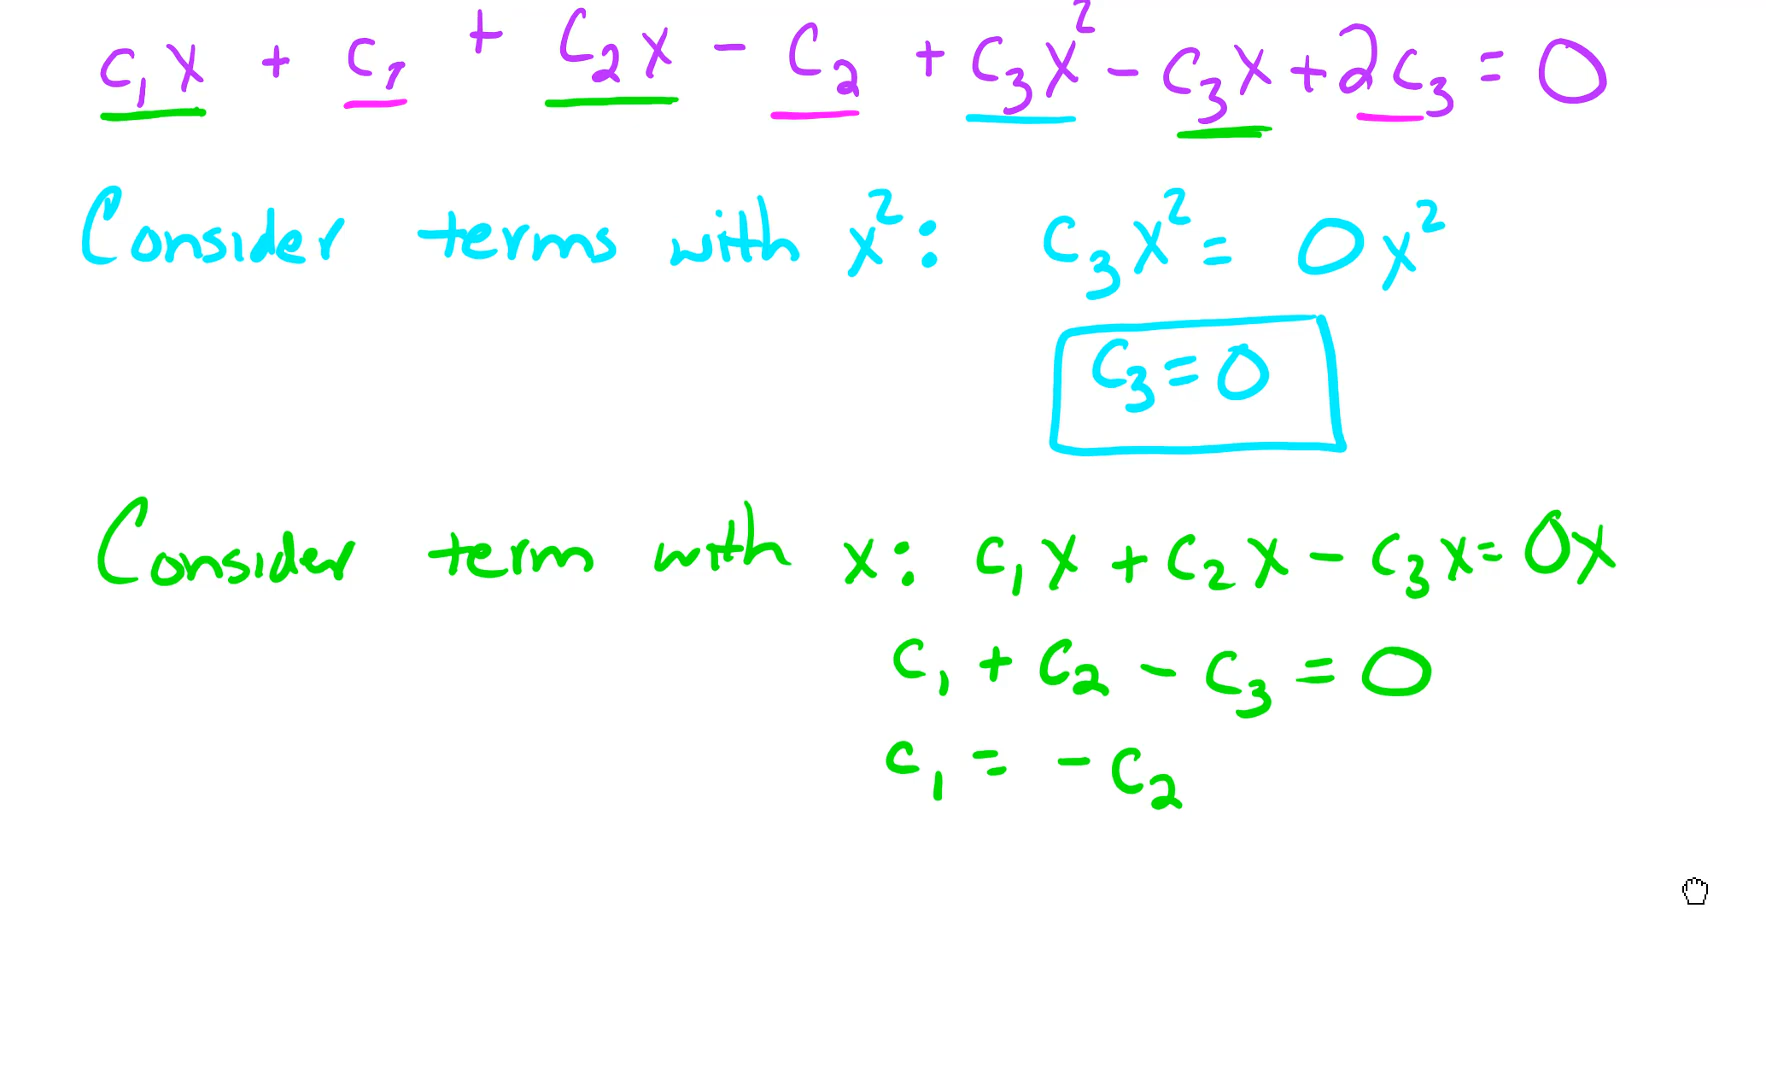 c₁x + c₁ + c₂x - c₂ + c₃x² - c₃x + 2c₃ = 0
Consider terms with x²: c₃x² = 0x²
c₃ = 0
Consider term with x: c₁x + c₂x - c₃x = 0x
c₁ + c₂ - c₃ = 0
c₁ = -c₂